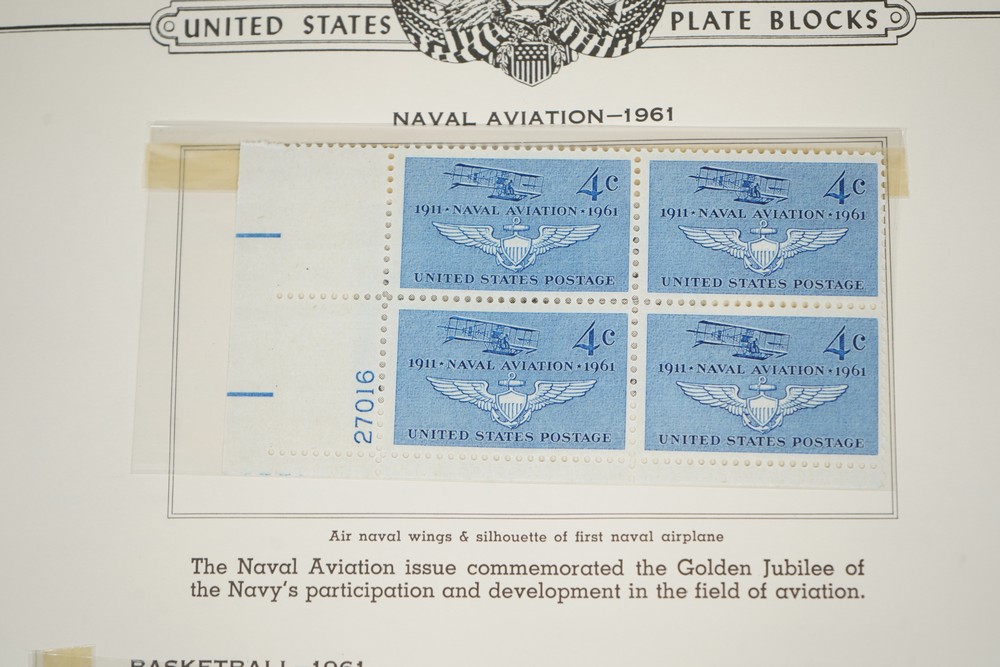 UNITED STATES PLATE BLOCKS
NAVAL AVIATION—1961
4c
1911 • NAVAL AVIATION • 1961
UNITED STATES POSTAGE
4c
1911 • NAVAL AVIATION • 1961
UNITED STATES POSTAGE
27016
4c
1911 • NAVAL AVIATION • 1961
UNITED STATES POSTAGE
4c
1911 • NAVAL AVIATION • 1961
UNITED STATES POSTAGE
Air naval wings & silhouette of first naval airplane
The Naval Aviation issue commemorated the Golden Jubilee of
the Navy's participation and development in the field of aviation.
BASKETBALL—1961